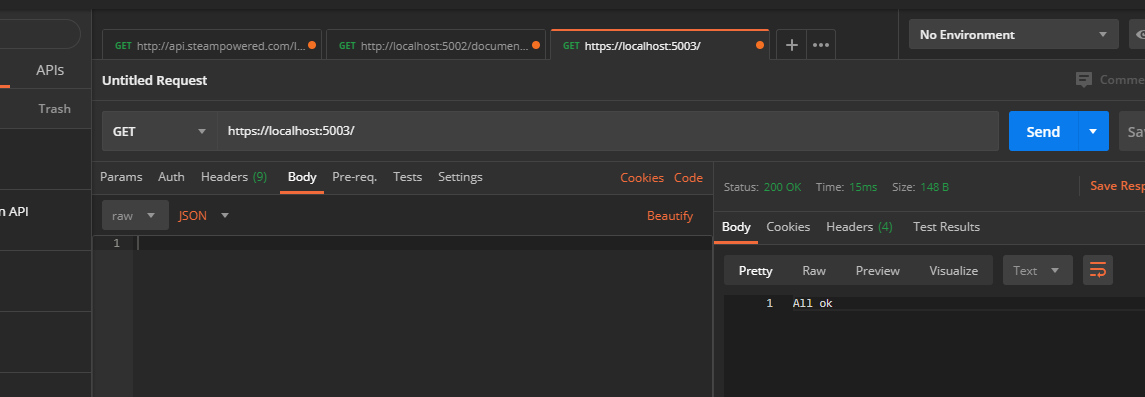 GET http://api.steampowered.com/I...
GET http://localhost:5002/documen...
GET https://localhost:5003/
No Environment
APIs
Trash
n API
Untitled Request
Comme
GET https://localhost:5003/
Send
Sa
Params Auth Headers (9) Body Pre-req. Tests Settings Cookies Code
raw JSON Beautify
1
Status: 200 OK Time: 15ms Size: 148 B Save Resp
Body Cookies Headers (4) Test Results
Pretty Raw Preview Visualize Text
1 All ok